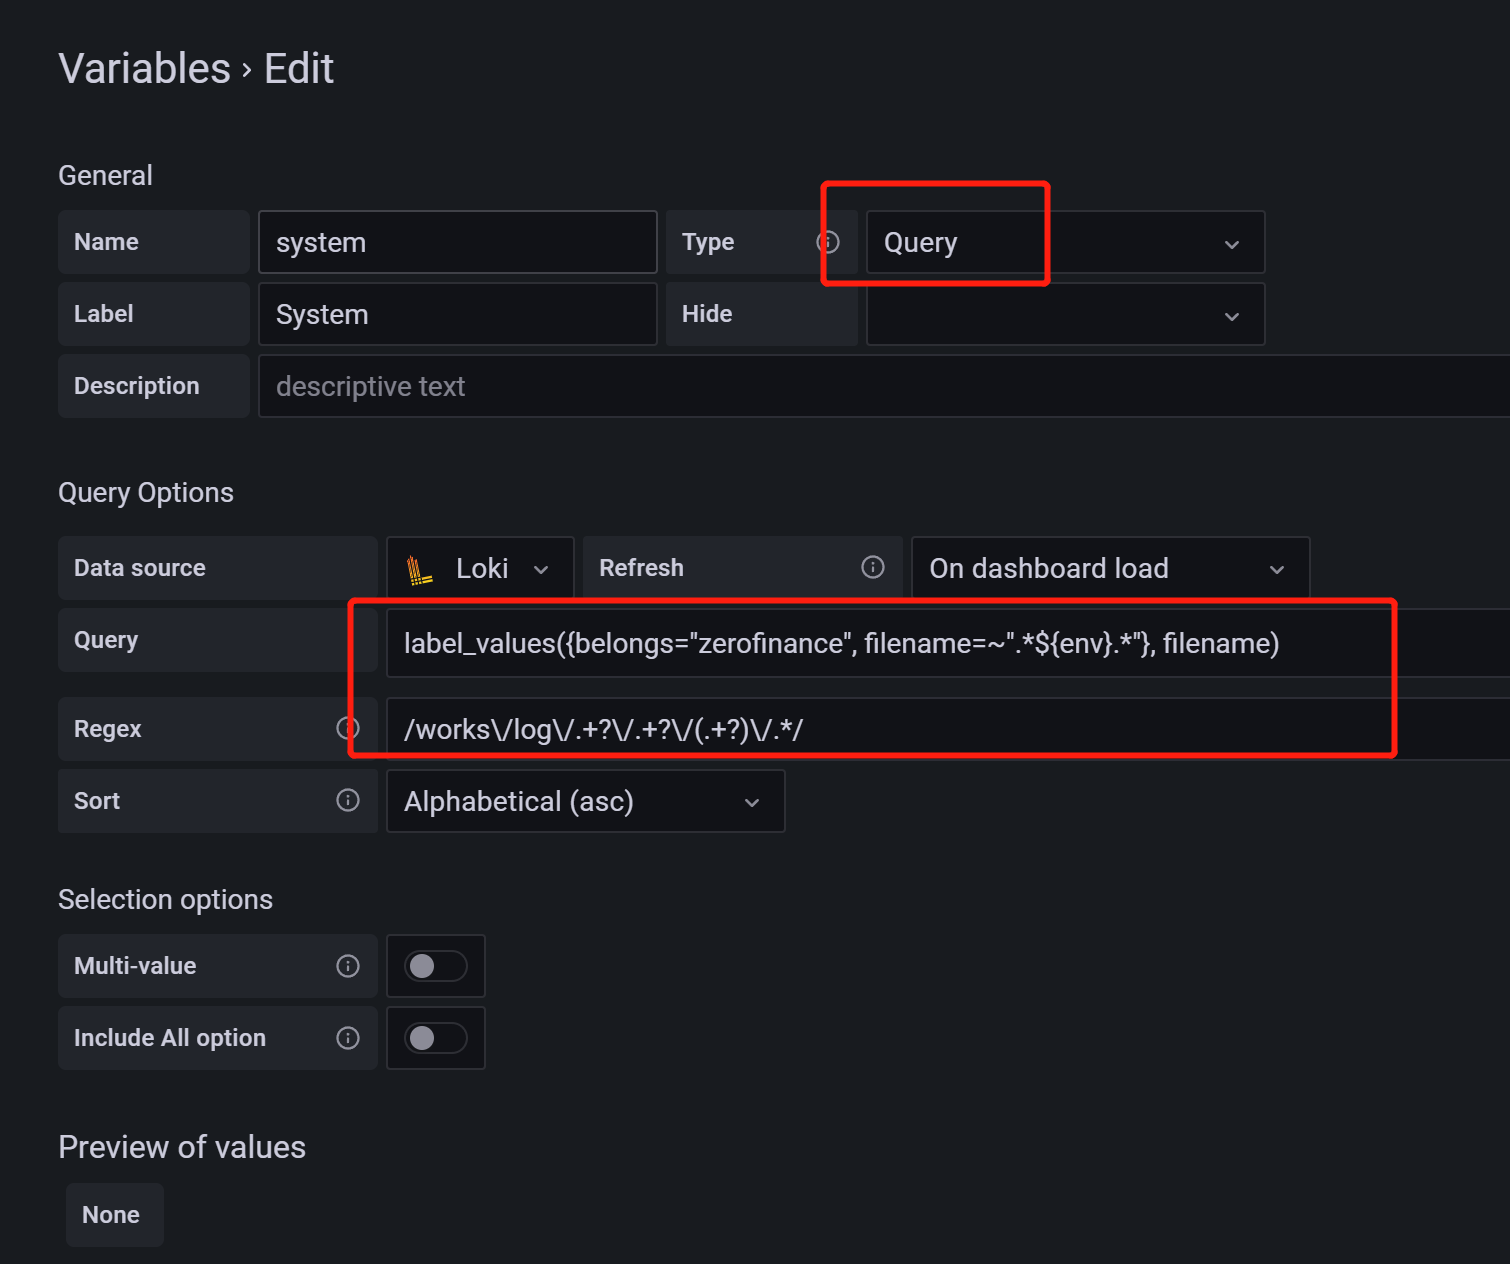 Variables › Edit
General
Name system Type Query
Label System Hide
Description descriptive text
Query Options
Data source Loki Refresh On dashboard load
Query label_values({belongs="zerofinance", filename=~".*${env}.*"}, filename)
Regex /works\/log\/.+?\/.+?\/(.+?)\/.*/
Sort Alphabetical (asc)
Selection options
Multi-value
Include All option
Preview of values
None